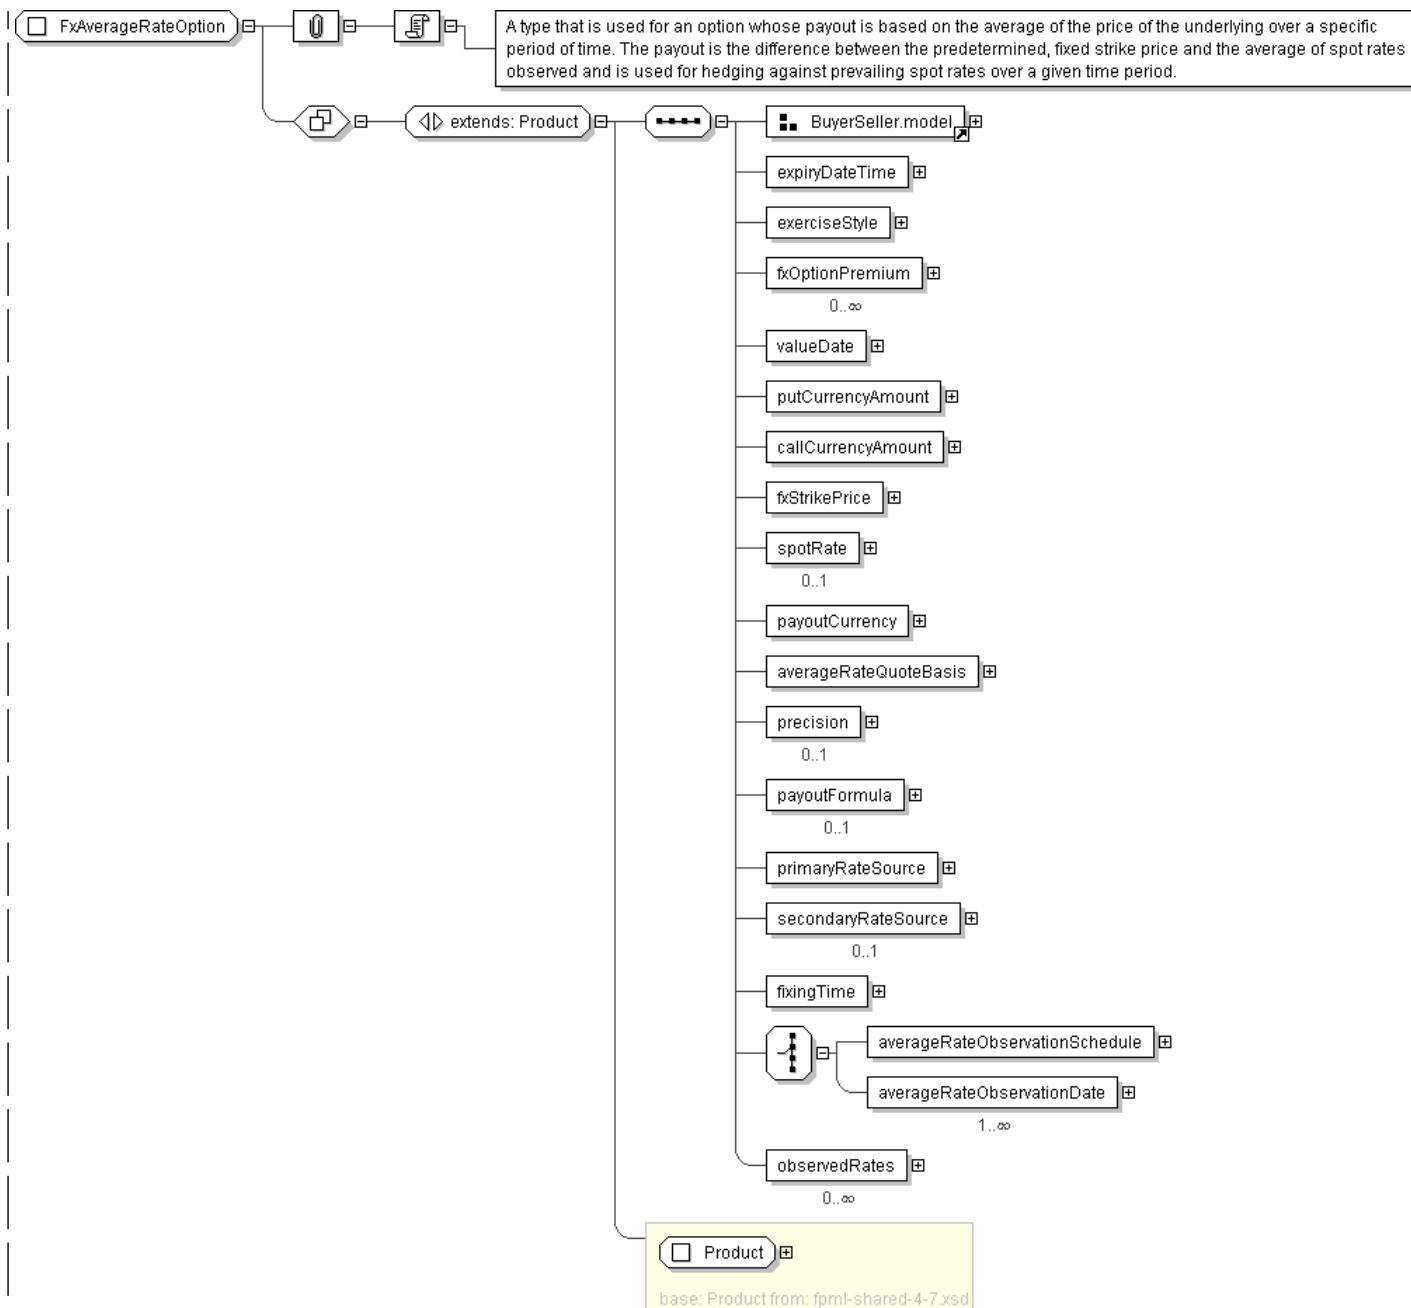 FxAverageRateOption
A type that is used for an option whose payout is based on the average of the price of the underlying over a specific
period of time. The payout is the difference between the predetermined, fixed strike price and the average of spot rates
observed and is used for hedging against prevailing spot rates over a given time period.
extends: Product
BuyerSeller.model
expiryDateTime
exerciseStyle
fxOptionPremium
0..∞
valueDate
putCurrencyAmount
callCurrencyAmount
fxStrikePrice
spotRate
0..1
payoutCurrency
averageRateQuoteBasis
precision
0..1
payoutFormula
0..1
primaryRateSource
secondaryRateSource
0..1
fixingTime
averageRateObservationSchedule
averageRateObservationDate
1..∞
observedRates
0..∞
Product
base: Product from: fpml-shared-4-7.xsd